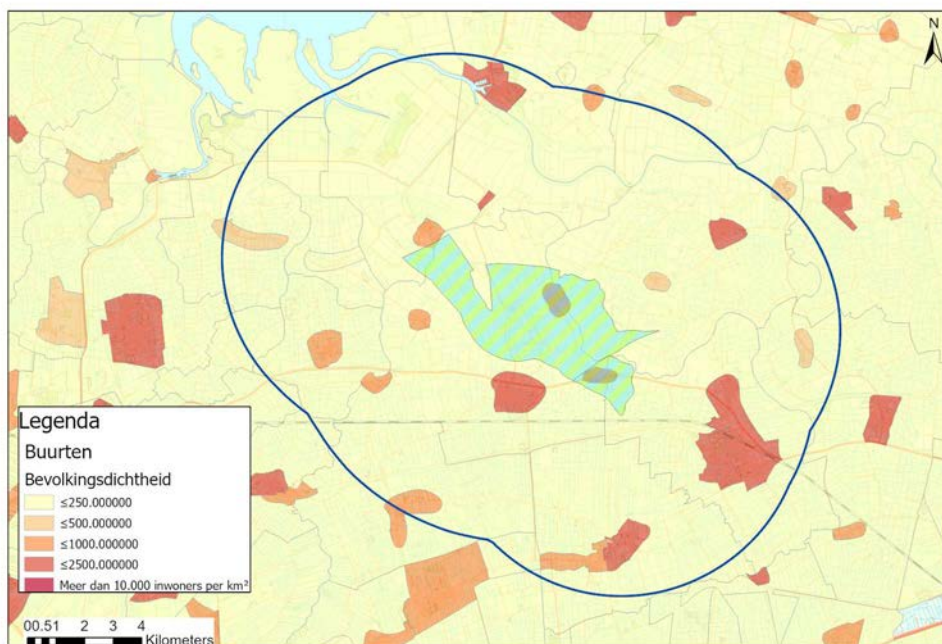 N
Legenda
Buurten
Bevolkingsdichtheid
≤250.000000
≤500.000000
≤1000.000000
≤2500.000000
Meer dan 10.000 inwoners per km²
00.51 2 3 4
Kilometers